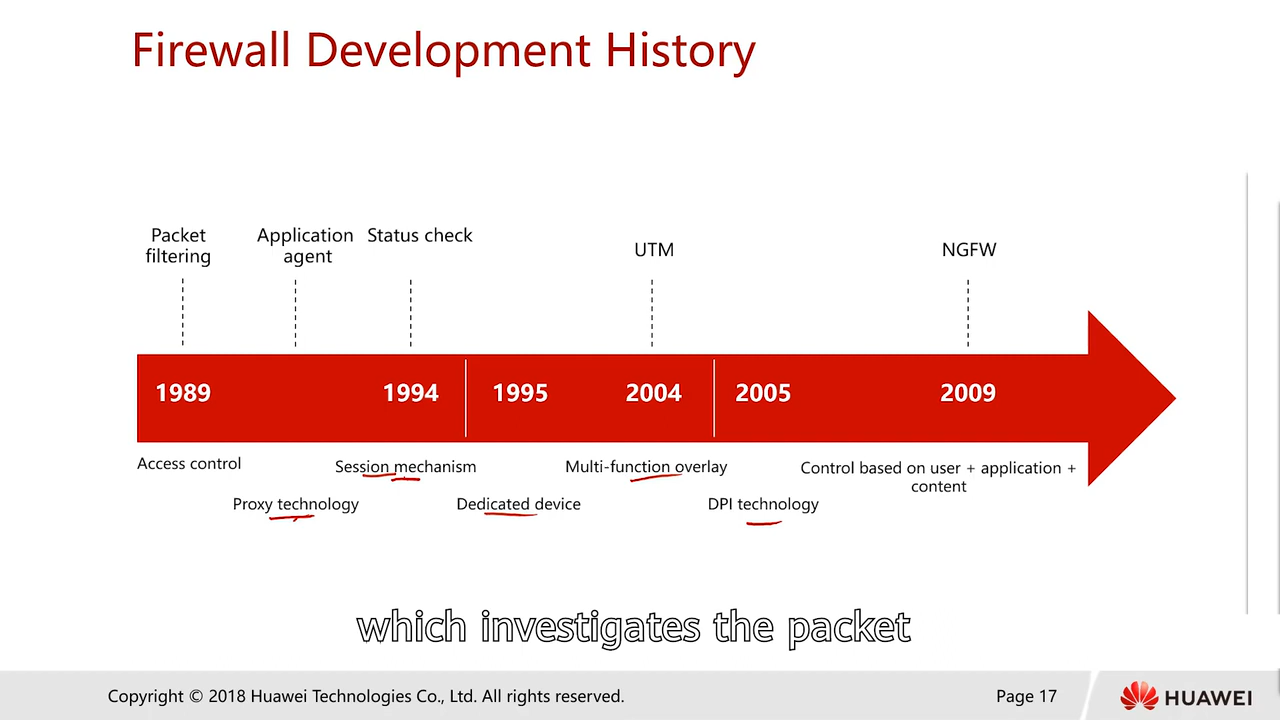 Firewall Development History
Packet
filtering
Application
agent
Status check
UTM
NGFW
1989
1994
1995
2004
2005
2009
Access control
Session mechanism
Multi-function overlay
Control based on user + application +
content
Proxy technology
Dedicated device
DPI technology
which investigates the packet
Copyright © 2018 Huawei Technologies Co., Ltd. All rights reserved.
Page 17
HUAWEI